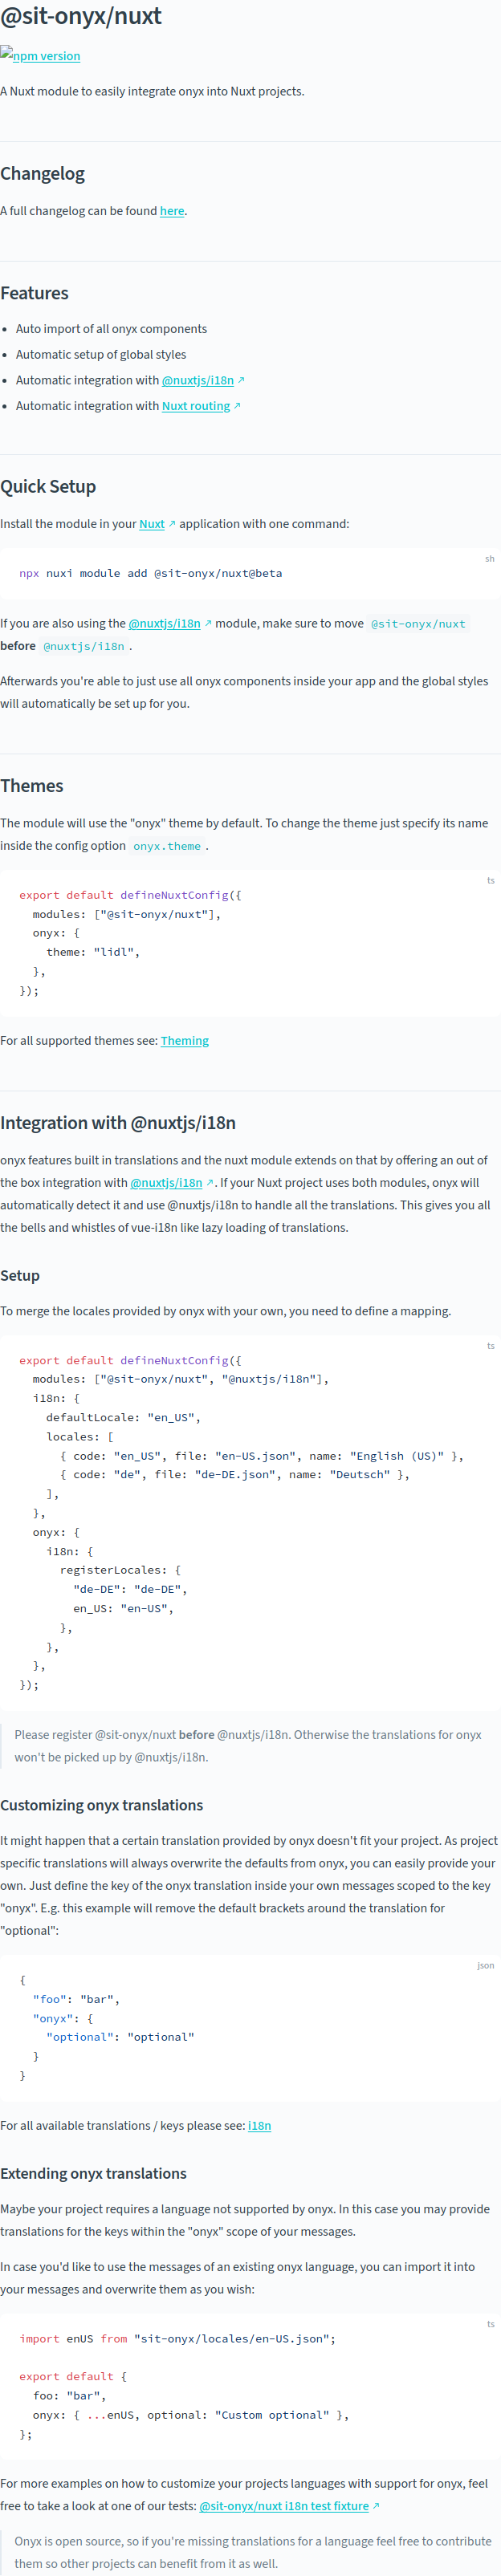 @sit-onyx/nuxt
npm version
A Nuxt module to easily integrate onyx into Nuxt projects.
Changelog
A full changelog can be found here.
Features
• Auto import of all onyx components
• Automatic setup of global styles
• Automatic integration with @nuxtjs/i18n ↗
• Automatic integration with Nuxt routing ↗
Quick Setup
Install the module in your Nuxt ↗ application with one command:
sh
npx nuxi module add @sit-onyx/nuxt@beta
If you are also using the @nuxtjs/i18n ↗ module, make sure to move @sit-onyx/nuxt
before @nuxtjs/i18n .
Afterwards you're able to just use all onyx components inside your app and the global styles
will automatically be set up for you.
Themes
The module will use the "onyx" theme by default. To change the theme just specify its name
inside the config option onyx.theme .
ts
export default defineNuxtConfig({
  modules: ["@sit-onyx/nuxt"],
  onyx: {
    theme: "lidl",
  },
});
For all supported themes see: Theming
Integration with @nuxtjs/i18n
onyx features built in translations and the nuxt module extends on that by offering an out of
the box integration with @nuxtjs/i18n ↗. If your Nuxt project uses both modules, onyx will
automatically detect it and use @nuxtjs/i18n to handle all the translations. This gives you all
the bells and whistles of vue-i18n like lazy loading of translations.
Setup
To merge the locales provided by onyx with your own, you need to define a mapping.
ts
export default defineNuxtConfig({
  modules: ["@sit-onyx/nuxt", "@nuxtjs/i18n"],
  i18n: {
    defaultLocale: "en_US",
    locales: [
      { code: "en_US", file: "en-US.json", name: "English (US)" },
      { code: "de", file: "de-DE.json", name: "Deutsch" },
    ],
  },
  onyx: {
    i18n: {
      registerLocales: {
        "de-DE": "de-DE",
        en_US: "en-US",
      },
    },
  },
});
Please register @sit-onyx/nuxt before @nuxtjs/i18n. Otherwise the translations for onyx
won't be picked up by @nuxtjs/i18n.
Customizing onyx translations
It might happen that a certain translation provided by onyx doesn't fit your project. As project
specific translations will always overwrite the defaults from onyx, you can easily provide your
own. Just define the key of the onyx translation inside your own messages scoped to the key
"onyx". E.g. this example will remove the default brackets around the translation for
"optional":
json
{
  "foo": "bar",
  "onyx": {
    "optional": "optional"
  }
}
For all available translations / keys please see: i18n
Extending onyx translations
Maybe your project requires a language not supported by onyx. In this case you may provide
translations for the keys within the "onyx" scope of your messages.
In case you'd like to use the messages of an existing onyx language, you can import it into
your messages and overwrite them as you wish:
ts
import enUS from "sit-onyx/locales/en-US.json";
export default {
  foo: "bar",
  onyx: { ...enUS, optional: "Custom optional" },
};
For more examples on how to customize your projects languages with support for onyx, feel
free to take a look at one of our tests: @sit-onyx/nuxt i18n test fixture ↗
Onyx is open source, so if you're missing translations for a language feel free to contribute
them so other projects can benefit from it as well.